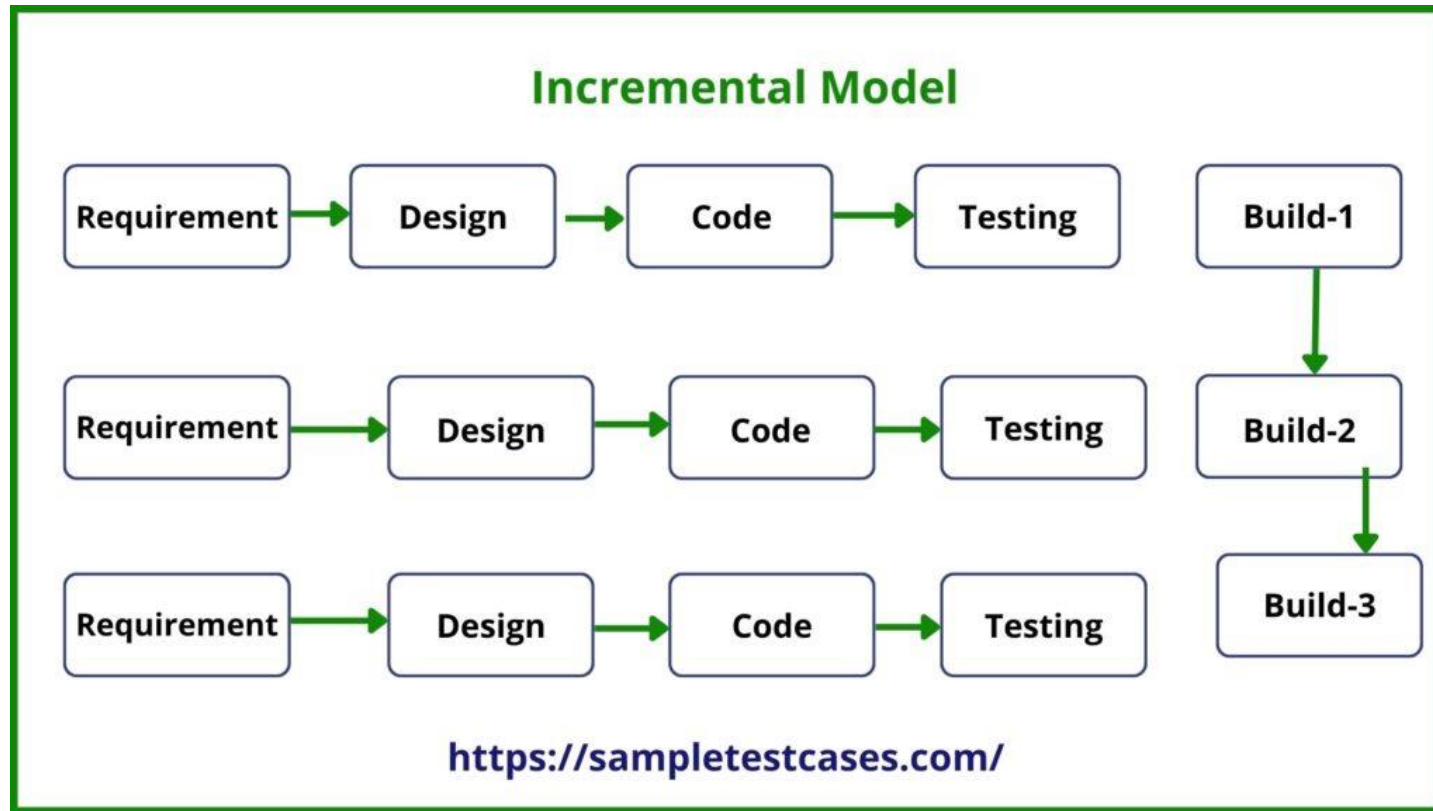 Incremental Model
Requirement Design Code Testing Build-1
Requirement Design Code Testing Build-2
Requirement Design Code Testing Build-3
https://sampletestcases.com/